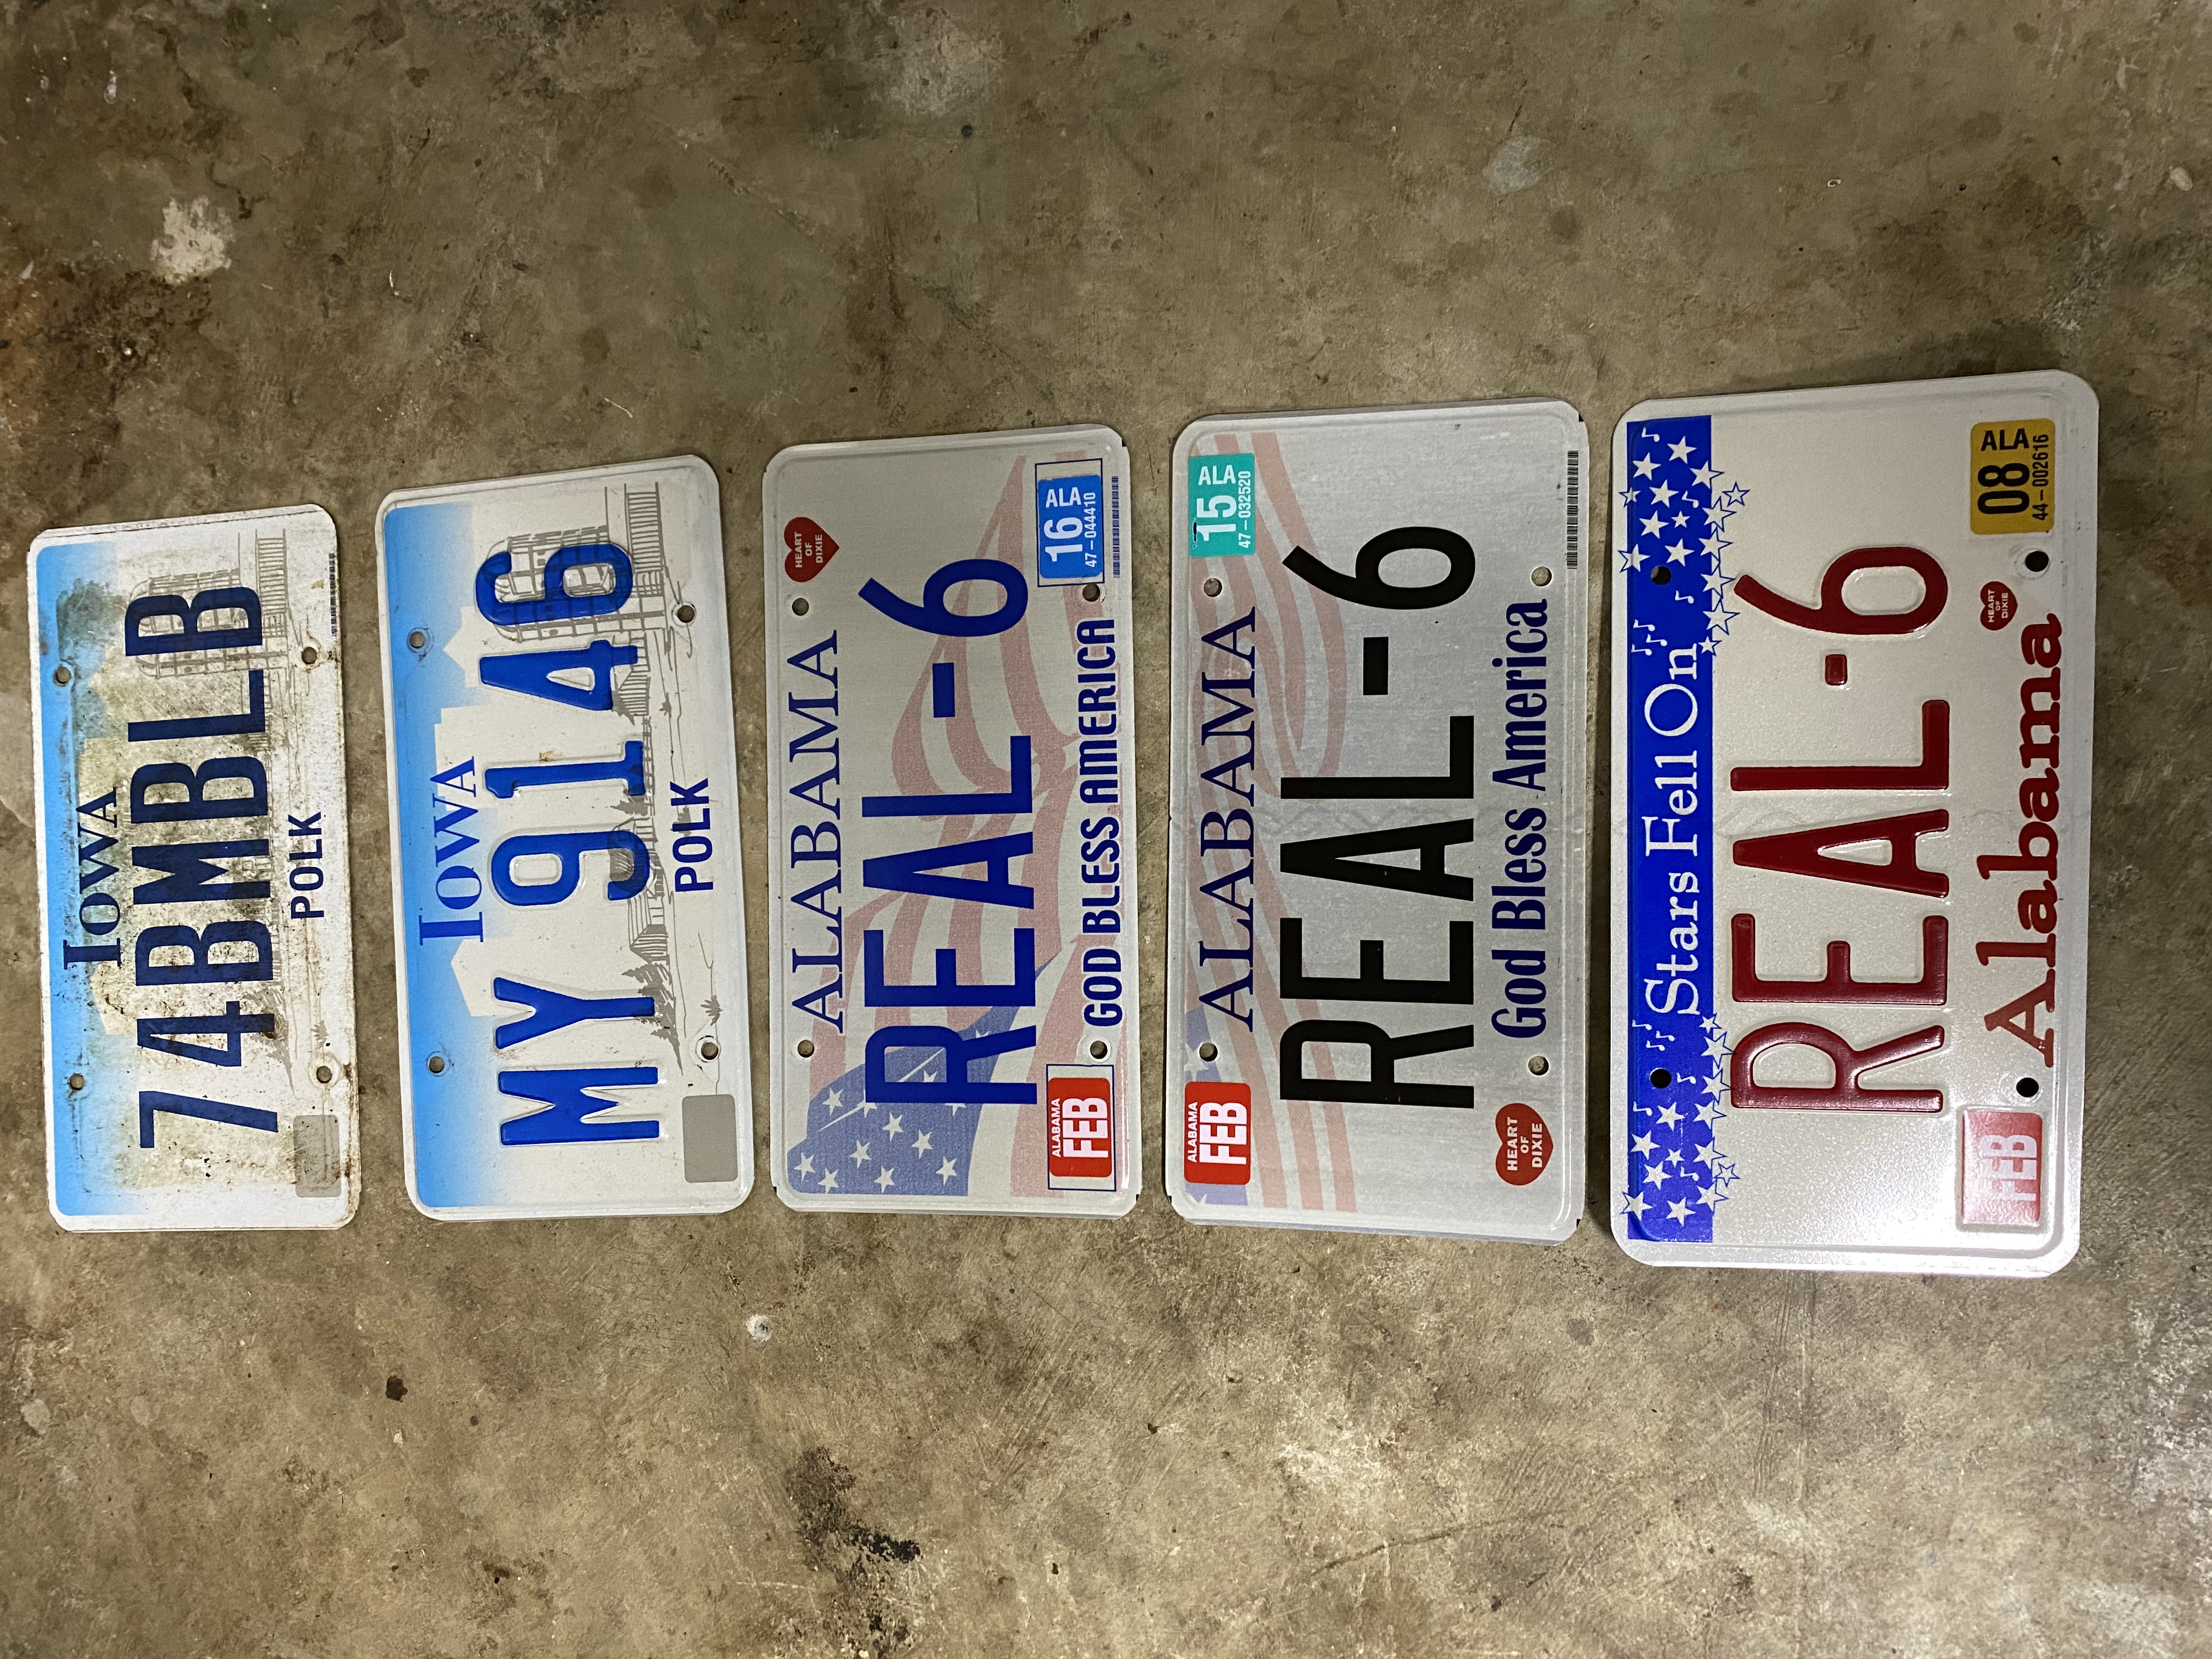 IOWA
74BMBLB
POLK
IOWA
MY 9146
POLK
ALABAMA
HEART OF DIXIE
REAL-6
ALABAMA
FEB
GOD BLESS AMERICA
16 ALA
47-044410
ALABAMA
FEB
ALABAMA
15 ALA
47-032520
REAL-6
HEART OF DIXIE
God Bless America
Stars Fell On
REAL-6
FEB
Alabama
HEART OF DIXIE
08 ALA
44-002616